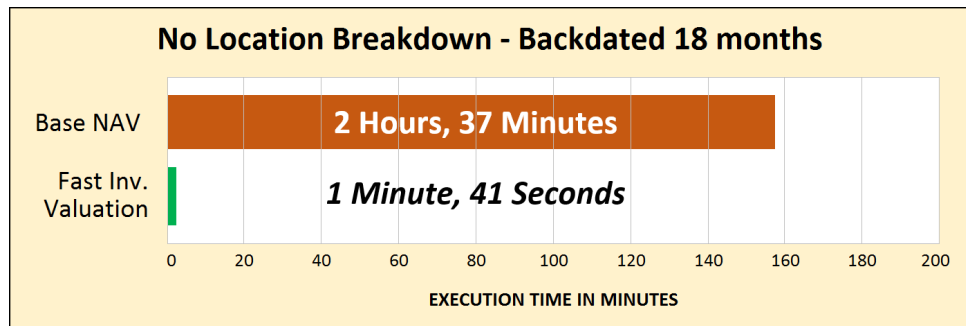 No Location Breakdown - Backdated 18 months
Base NAV
2 Hours, 37 Minutes
Fast Inv.
Valuation
1 Minute, 41 Seconds
0 20 40 60 80 100 120 140 160 180 200
EXECUTION TIME IN MINUTES